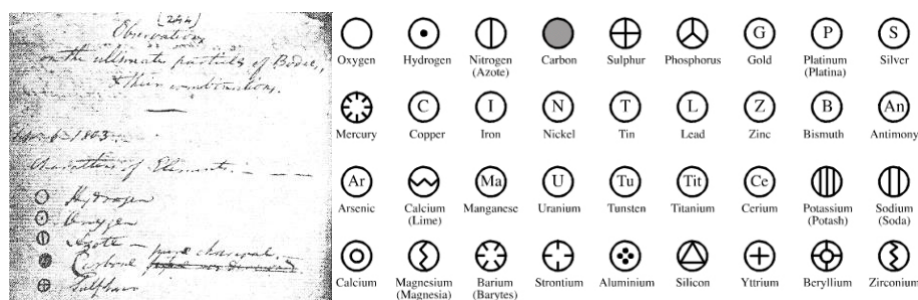 (244)
Observations
on the ultimate particles of Bodies,
& their combinations.
1803
Characters of Elements.
Hydrogen
Oxygen
Azote
Carbone pure charcoal
Sulphur
Oxygen Hydrogen Nitrogen (Azote) Carbon Sulphur Phosphorus G Gold P Platinum (Platina) S Silver
Mercury C Copper I Iron N Nickel T Tin L Lead Z Zinc B Bismuth An Antimony
Ar Arsenic Calcium (Lime) Ma Manganese U Uranium Tu Tunsten Tit Titanium Ce Cerium Potassium (Potash) Sodium (Soda)
Calcium Magnesium (Magnesia) Barium (Barytes) Strontium Aluminium Silicon Yttrium Beryllium Zirconium